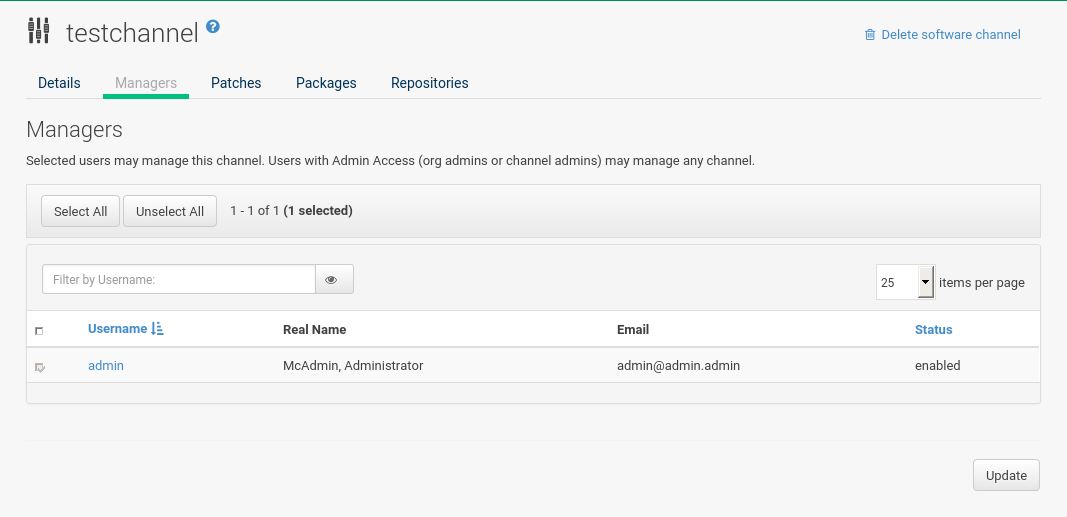 testchannel ?
Delete software channel
Details Managers Patches Packages Repositories
Managers
Selected users may manage this channel. Users with Admin Access (org admins or channel admins) may manage any channel.
Select All Unselect All 1 - 1 of 1 (1 selected)
Filter by Username: 25 items per page
Username Real Name Email Status
admin McAdmin, Administrator admin@admin.admin enabled
Update